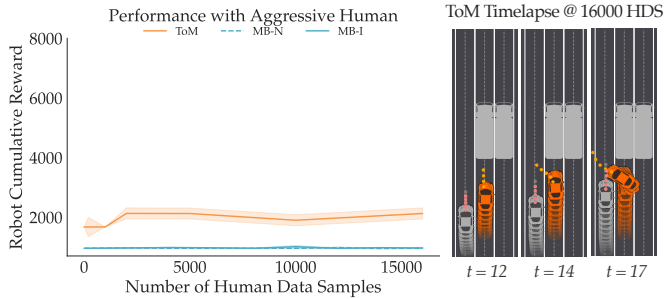 Performance with Aggressive Human
ToM MB-N MB-I
Robot Cumulative Reward
8000
6000
4000
2000
0 5000 10000 15000
Number of Human Data Samples
ToM Timelapse @ 16000 HDS
t = 12 t = 14 t = 17